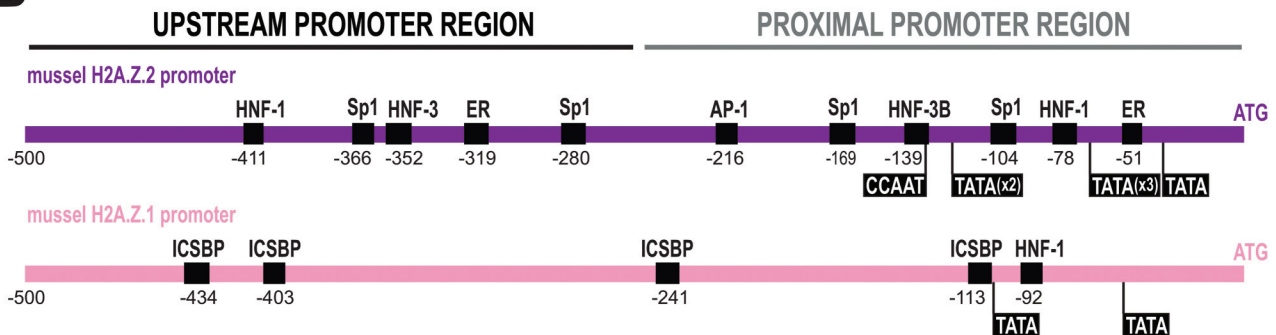 UPSTREAM PROMOTER REGION PROXIMAL PROMOTER REGION
mussel H2A.Z.2 promoter
HNF-1 Sp1 HNF-3 ER Sp1 AP-1 Sp1 HNF-3B Sp1 HNF-1 ER ATG
-500 -411 -366 -352 -319 -280 -216 -169 -139 -104 -78 -51
CCAAT TATA(x2) TATA(x3) TATA
mussel H2A.Z.1 promoter
ICSBP ICSBP ICSBP ICSBP HNF-1 ATG
-500 -434 -403 -241 -113 -92
TATA TATA